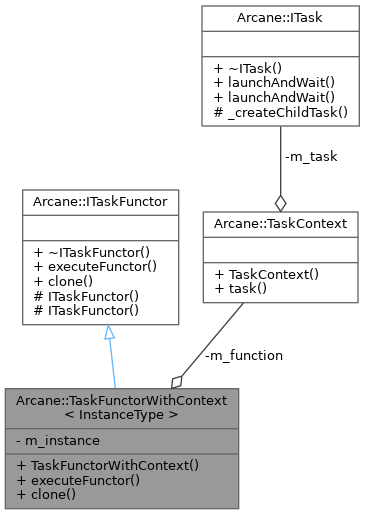 Arcane::ITask
+ ~ITask()
+ launchAndWait()
+ launchAndWait()
# _createChildTask()
-m_task
Arcane::ITaskFunctor
+ ~ITaskFunctor()
+ executeFunctor()
+ clone()
# ITaskFunctor()
# ITaskFunctor()
Arcane::TaskContext
+ TaskContext()
+ task()
-m_function
Arcane::TaskFunctorWithContext
< InstanceType >
- m_instance
+ TaskFunctorWithContext()
+ executeFunctor()
+ clone()